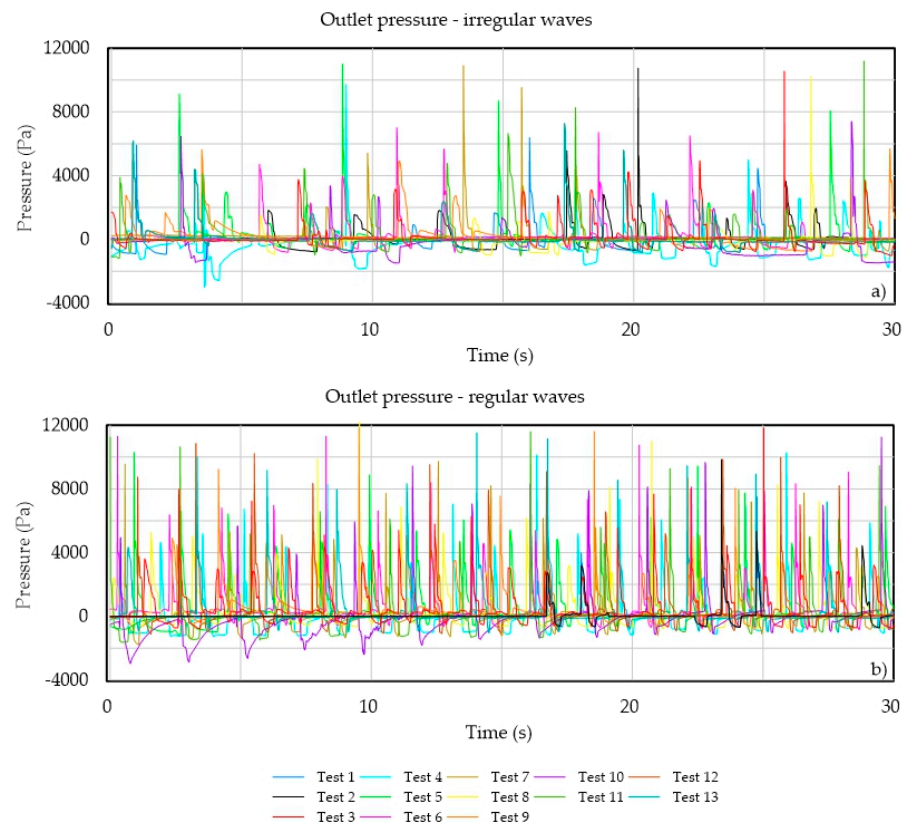 Outlet pressure - irregular waves
12000
8000
4000
0
-4000
Pressure (Pa)
a)
0 10 20 30
Time (s)
Outlet pressure - regular waves
12000
8000
4000
0
-4000
Pressure (Pa)
b)
0 10 20 30
Time (s)
Test 1 Test 4 Test 7 Test 10 Test 12
Test 2 Test 5 Test 8 Test 11 Test 13
Test 3 Test 6 Test 9